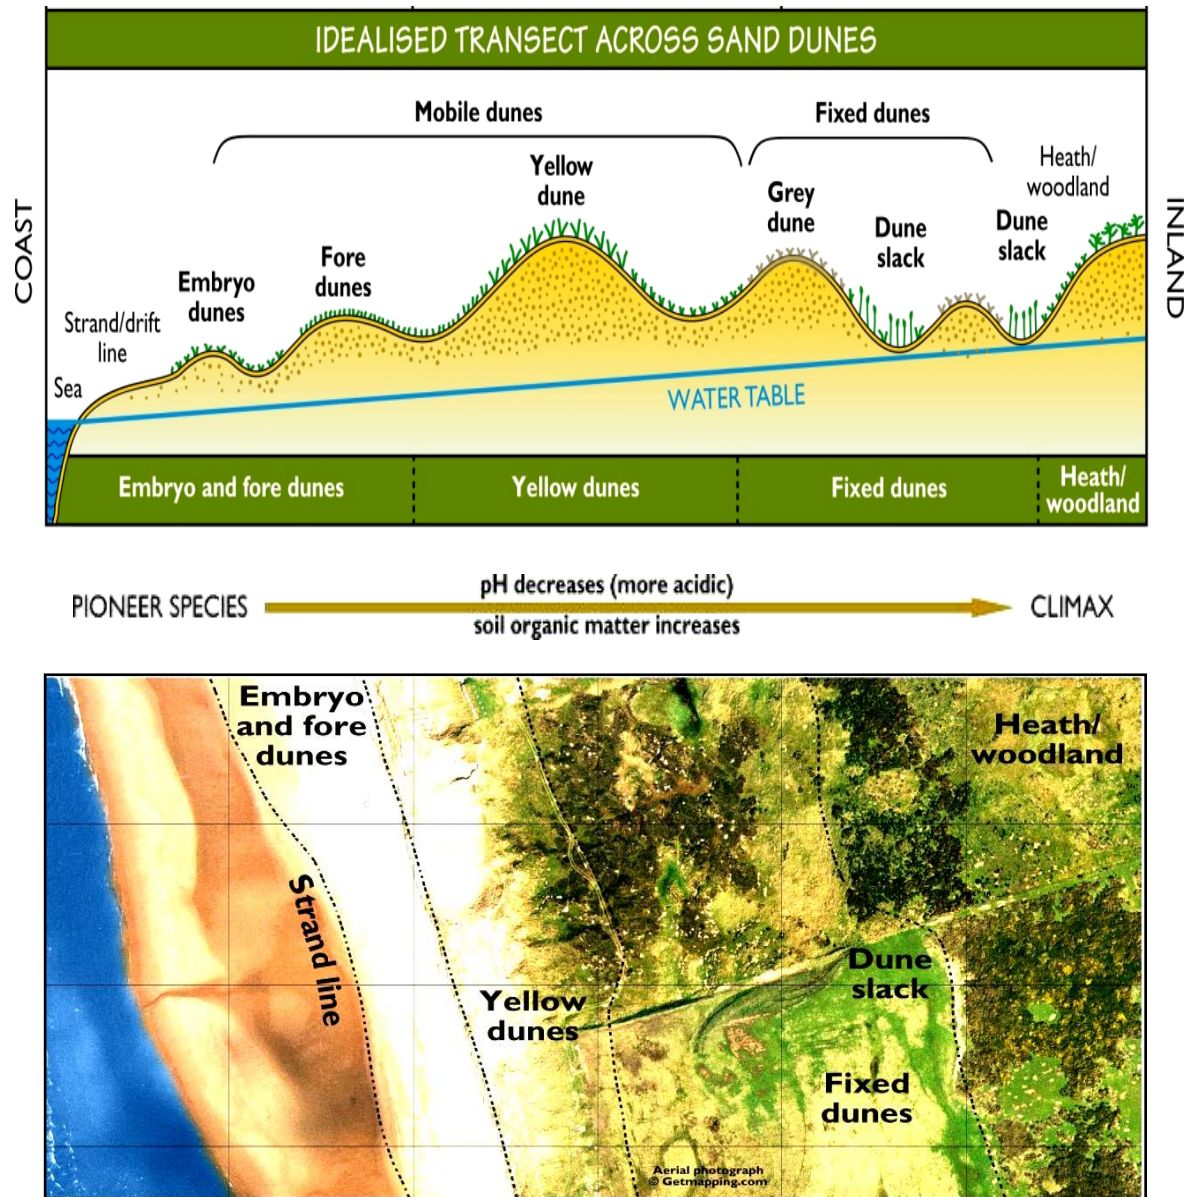 IDEALISED TRANSECT ACROSS SAND DUNES
Mobile dunes
Fixed dunes
Yellow
dune
Heath/
woodland
Grey
dune
Dune
slack
Dune
slack
Fore
dunes
Embryo
dunes
Strand/drift
line
Sea
COAST
INLAND
WATER TABLE
Embryo and fore dunes
Yellow dunes
Fixed dunes
Heath/
woodland
PIONEER SPECIES
pH decreases (more acidic)
soil organic matter increases
CLIMAX
Embryo
and fore
dunes
Heath/
woodland
Strand line
Yellow
dunes
Dune
slack
Fixed
dunes
Aerial photograph
© Getmapping.com